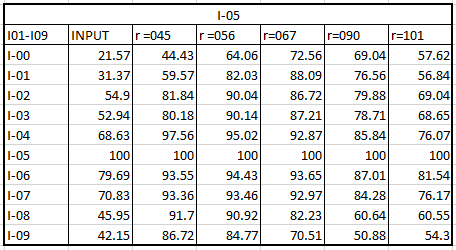 I-05
I01-I09 INPUT r =045 r =056 r=067 r=090 r=101
I-00 21.57 44.43 64.06 72.56 69.04 57.62
I-01 31.37 59.57 82.03 88.09 76.56 56.84
I-02 54.9 81.84 90.04 86.72 79.88 69.04
I-03 52.94 80.18 90.14 87.21 78.71 68.65
I-04 68.63 97.56 95.02 92.87 85.84 76.07
I-05 100 100 100 100 100 100
I-06 79.69 93.55 94.43 93.65 87.01 81.54
I-07 70.83 93.36 93.46 92.97 84.28 76.17
I-08 45.95 91.7 90.92 82.23 60.64 60.55
I-09 42.15 86.72 84.77 70.51 50.88 54.3